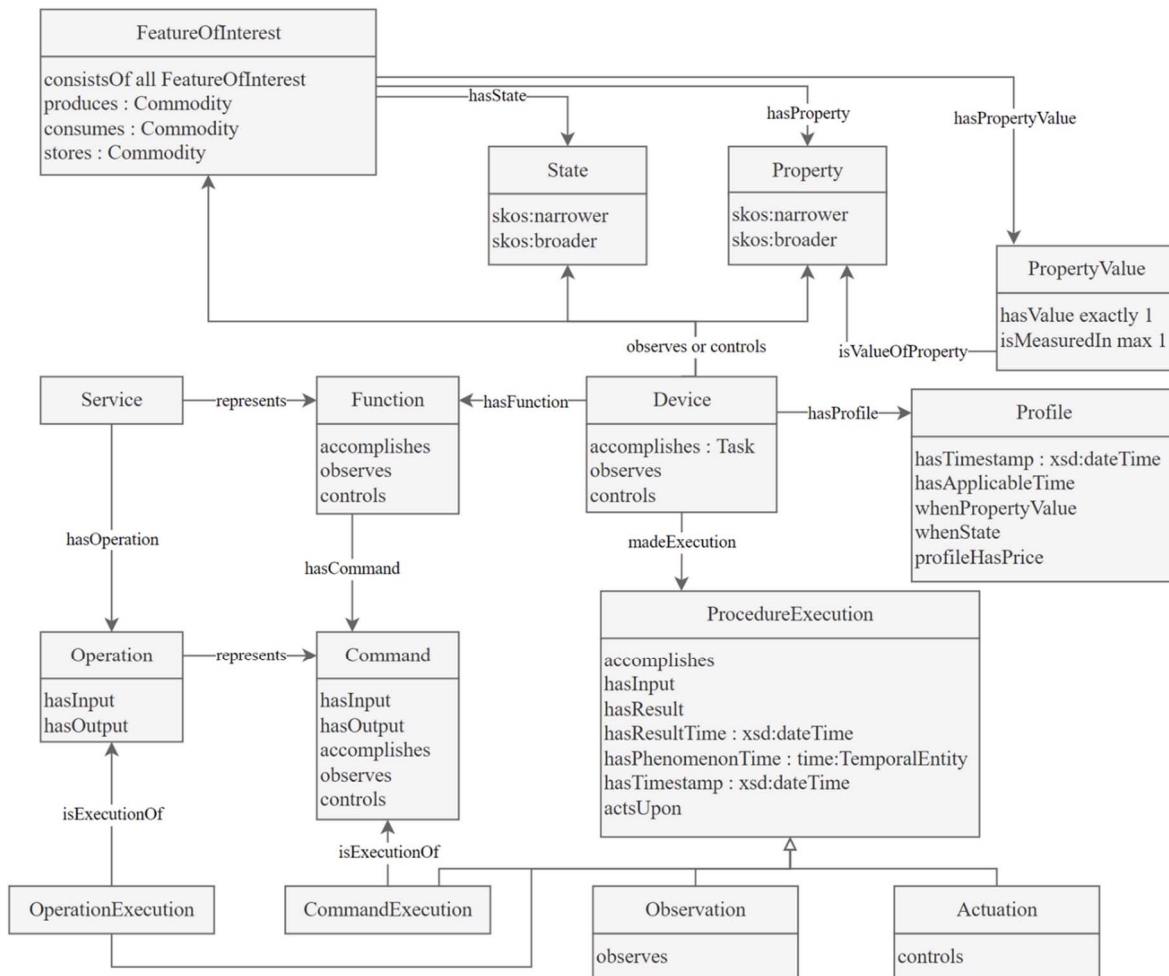 FeatureOfInterest
consistsOf all FeatureOfInterest
produces : Commodity
consumes : Commodity
stores : Commodity
hasState
hasProperty
hasPropertyValue
State
skos:narrower
skos:broader
Property
skos:narrower
skos:broader
PropertyValue
hasValue exactly 1
isMeasuredIn max 1
observes or controls
isValueOfProperty
Service
represents
Function
accomplishes
observes
controls
hasFunction
Device
accomplishes : Task
observes
controls
hasProfile
Profile
hasTimestamp : xsd:dateTime
hasApplicableTime
whenPropertyValue
whenState
profileHasPrice
hasOperation
hasCommand
madeExecution
Operation
hasInput
hasOutput
represents
Command
hasInput
hasOutput
accomplishes
observes
controls
ProcedureExecution
accomplishes
hasInput
hasResult
hasResultTime : xsd:dateTime
hasPhenomenonTime : time:TemporalEntity
hasTimestamp : xsd:dateTime
actsUpon
isExecutionOf
isExecutionOf
OperationExecution
CommandExecution
Observation
observes
Actuation
controls